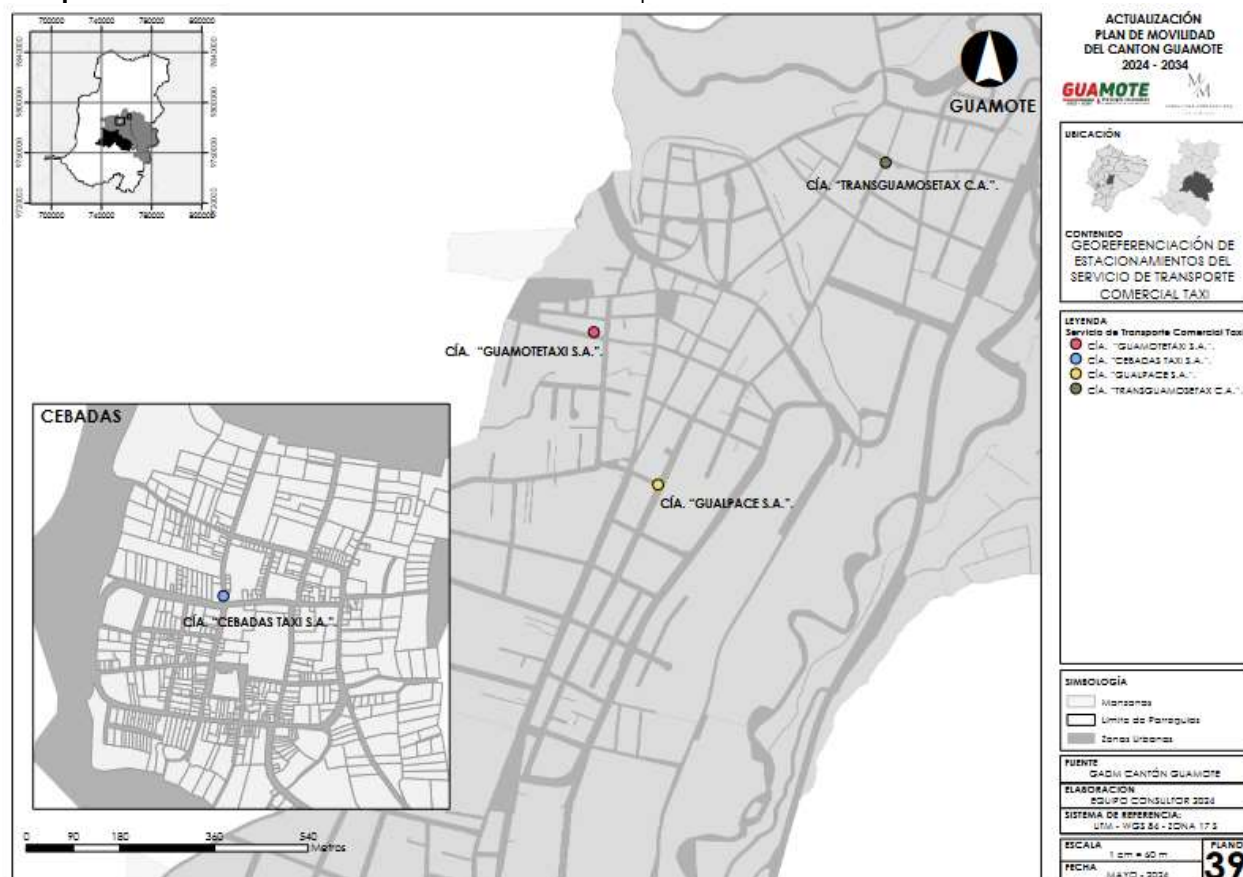 700000 740000 780000 800000
GUAMOTE
CÍA. "TRANSGUAMOSETAX C.A.".
CÍA. "GUAMOTETAXI S.A.".
CÍA. "GUALPACE S.A.".
CEBADAS
CÍA. "CEBADAS TAXI S.A.".
0 90 180 360 540
Metros
ACTUALIZACIÓN
PLAN DE MOVILIDAD
DEL CANTON GUAMOTE
2024 - 2034
GUAMOTE
UBICACIÓN
CONTENIDO
GEOREFERENCIACIÓN DE
ESTACIONAMIENTOS DEL
SERVICIO DE TRANSPORTE
COMERCIAL TAXI
LEYENDA
Servicio de Transporte Comercial Taxi
CÍA. "GUAMOTETAXI S.A.".
CÍA. "CEBADAS TAXI S.A.".
CÍA. "GUALPACE S.A.".
CÍA. "TRANSGUAMOSETAX C.A.".
SIMBOLOGÍA
Manzanas
Limite de Parroquias
Zonas Urbanas
FUENTE
GADM CANTÓN GUAMOTE
ELABORACIÓN
EQUIPO CONSULTOR 2024
SISTEMA DE REFERENCIA:
UTM - WGS 84 - ZONA 17 S
ESCALA
1 cm = 60 m
FECHA
MAYO - 2024
PLANO
39